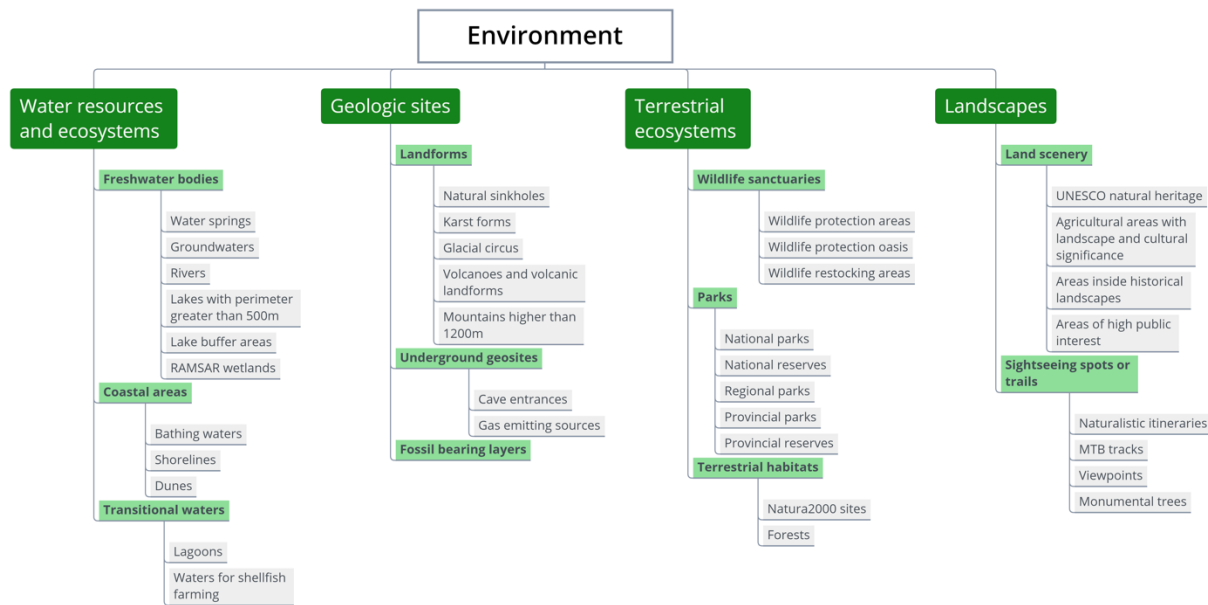 Environment
Water resources
and ecosystems
Freshwater bodies
Water springs
Groundwaters
Rivers
Lakes with perimeter
greater than 500m
Lake buffer areas
RAMSAR wetlands
Coastal areas
Bathing waters
Shorelines
Dunes
Transitional waters
Lagoons
Waters for shellfish
farming
Geologic sites
Landforms
Natural sinkholes
Karst forms
Glacial circus
Volcanoes and volcanic
landforms
Mountains higher than
1200m
Underground geosites
Cave entrances
Gas emitting sources
Fossil bearing layers
Terrestrial
ecosystems
Wildlife sanctuaries
Wildlife protection areas
Wildlife protection oasis
Wildlife restocking areas
Parks
National parks
National reserves
Regional parks
Provincial parks
Provincial reserves
Terrestrial habitats
Natura2000 sites
Forests
Landscapes
Land scenery
UNESCO natural heritage
Agricultural areas with
landscape and cultural
significance
Areas inside historical
landscapes
Areas of high public
interest
Sightseeing spots or
trails
Naturalistic itineraries
MTB tracks
Viewpoints
Monumental trees